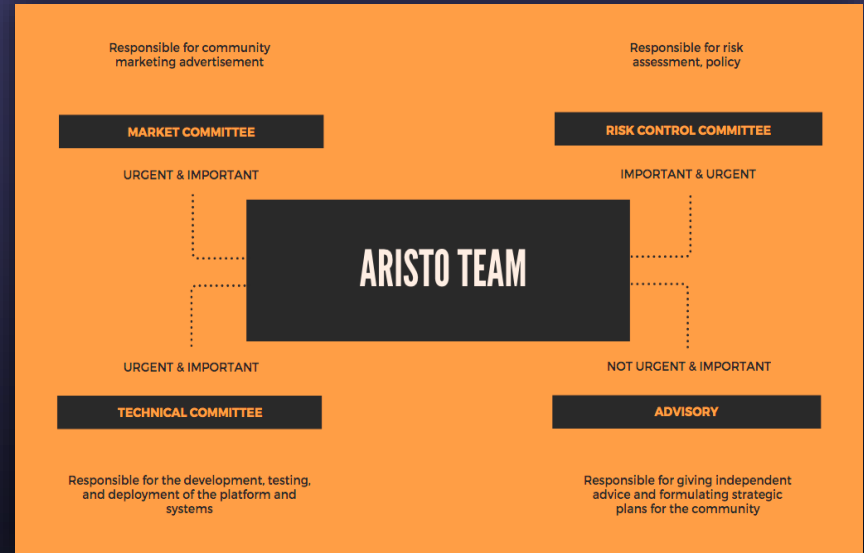 Responsible for community
marketing advertisement
MARKET COMMITTEE
URGENT & IMPORTANT
Responsible for risk
assessment, policy
RISK CONTROL COMMITTEE
IMPORTANT & URGENT
ARISTO TEAM
URGENT & IMPORTANT
TECHNICAL COMMITTEE
Responsible for the development, testing,
and deployment of the platform and
systems
NOT URGENT & IMPORTANT
ADVISORY
Responsible for giving independent
advice and formulating strategic
plans for the community